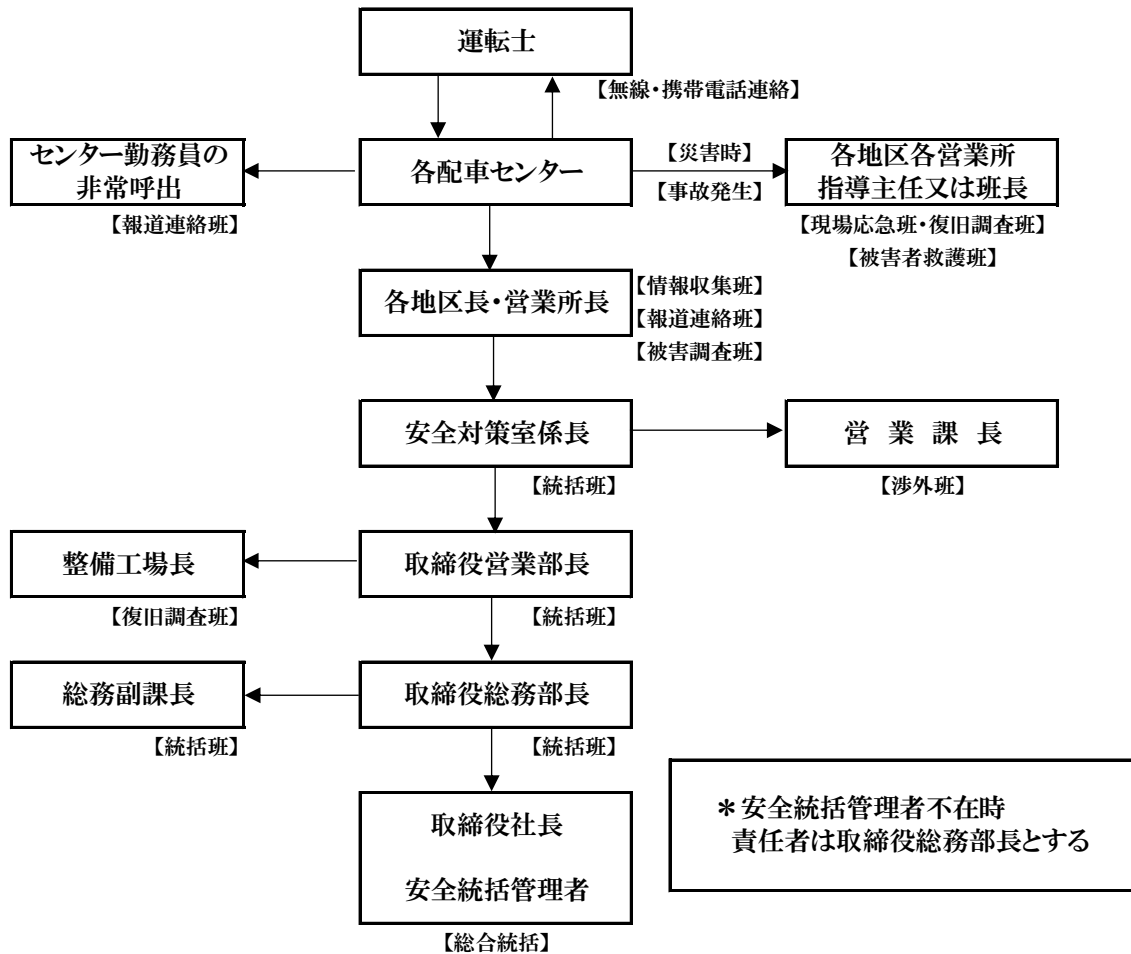 運転士
【無線・携帯電話連絡】
センター勤務員の
非常呼出
【報道連絡班】
各配車センター
【災害時】
【事故発生】
各地区各営業所
指導主任又は班長
【現場応急班・復旧調査班】
【被害者救護班】
各地区長・営業所長
【情報収集班】
【報道連絡班】
【被害調査班】
安全対策室係長
【統括班】
営 業 課 長
【渉外班】
整備工場長
【復旧調査班】
取締役営業部長
【統括班】
総務副課長
【統括班】
取締役総務部長
【統括班】
取締役社長
安全統括管理者
【総合統括】
＊安全統括管理者不在時
責任者は取締役総務部長とする